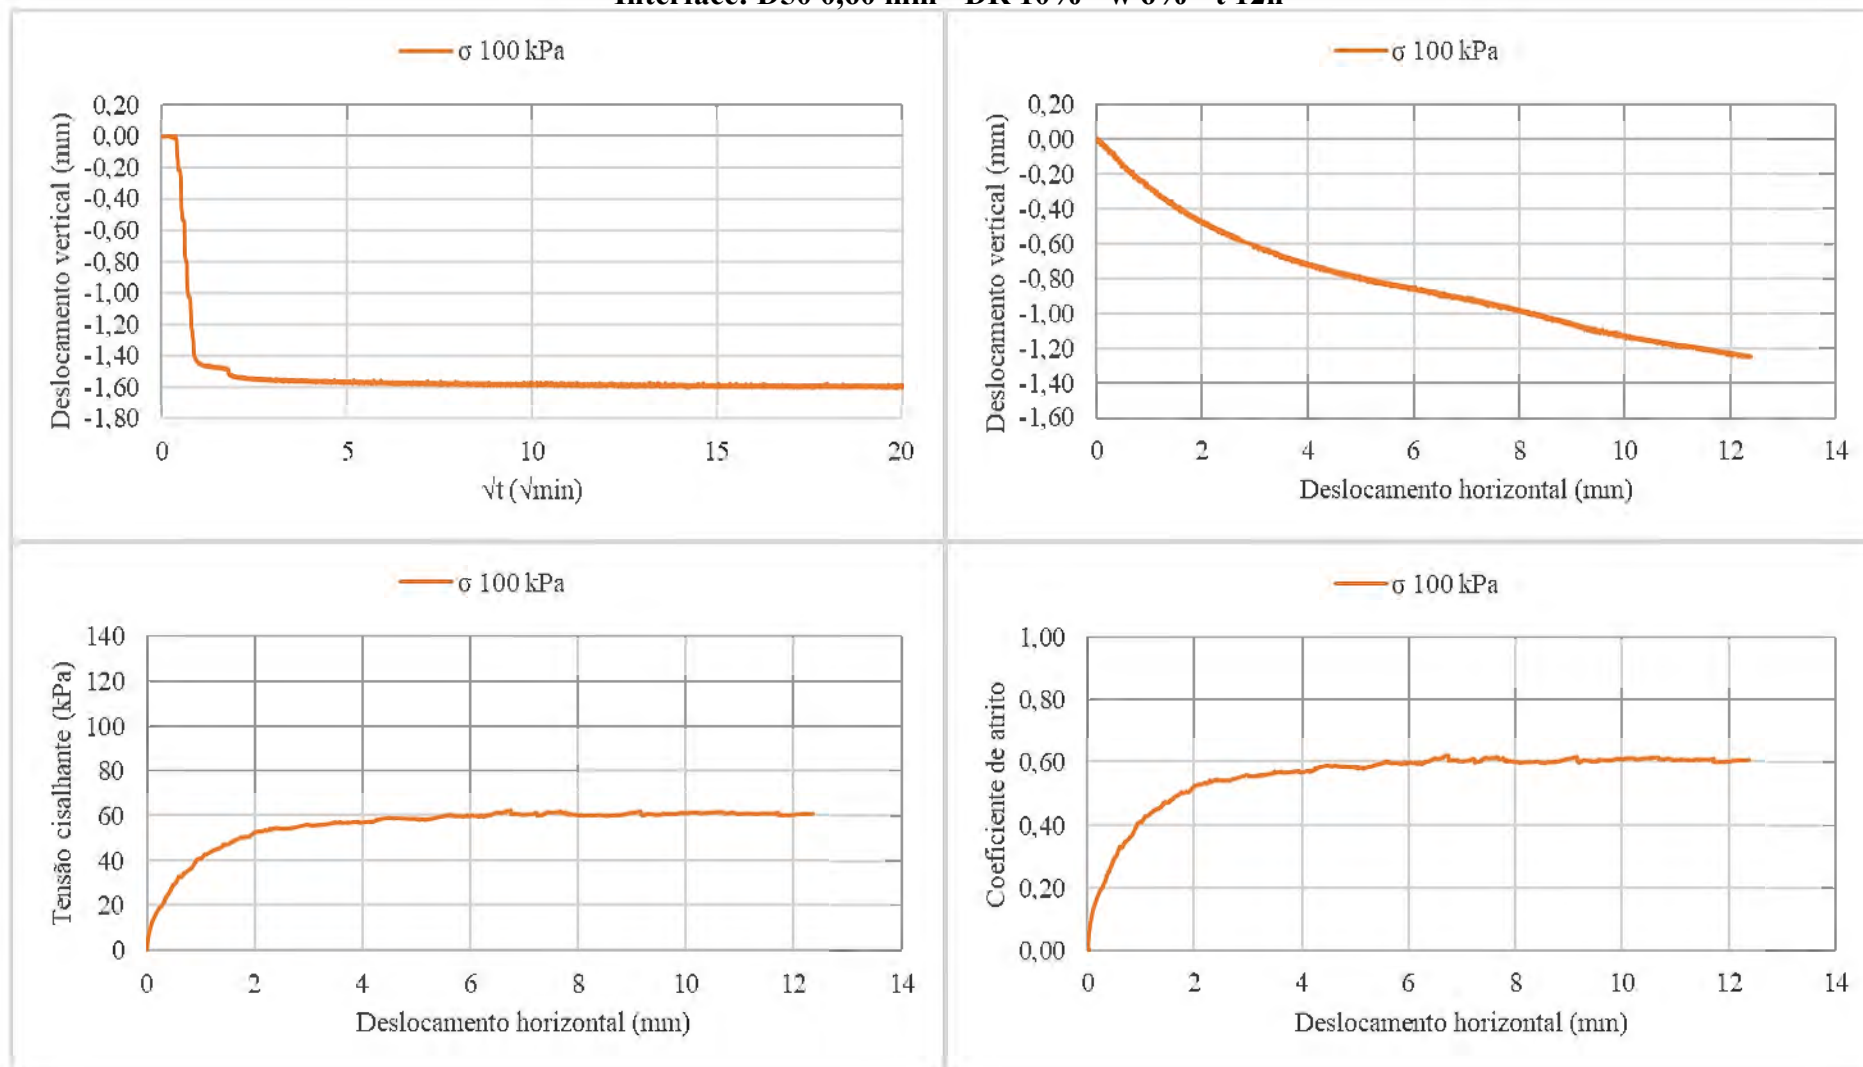 σ 100 kPa
0,20
0,00
-0,20
-0,40
-0,60
-0,80
-1,00
-1,20
-1,40
-1,60
-1,80
Deslocamento vertical (mm)
0 5 10 15 20
√t (√min)
σ 100 kPa
0,20
0,00
-0,20
-0,40
-0,60
-0,80
-1,00
-1,20
-1,40
-1,60
Deslocamento vertical (mm)
0 2 4 6 8 10 12 14
Deslocamento horizontal (mm)
σ 100 kPa
140
120
100
80
60
40
20
0
Tensão cisalhante (kPa)
0 2 4 6 8 10 12 14
Deslocamento horizontal (mm)
σ 100 kPa
1,00
0,80
0,60
0,40
0,20
0,00
Coeficiente de atrito
0 2 4 6 8 10 12 14
Deslocamento horizontal (mm)